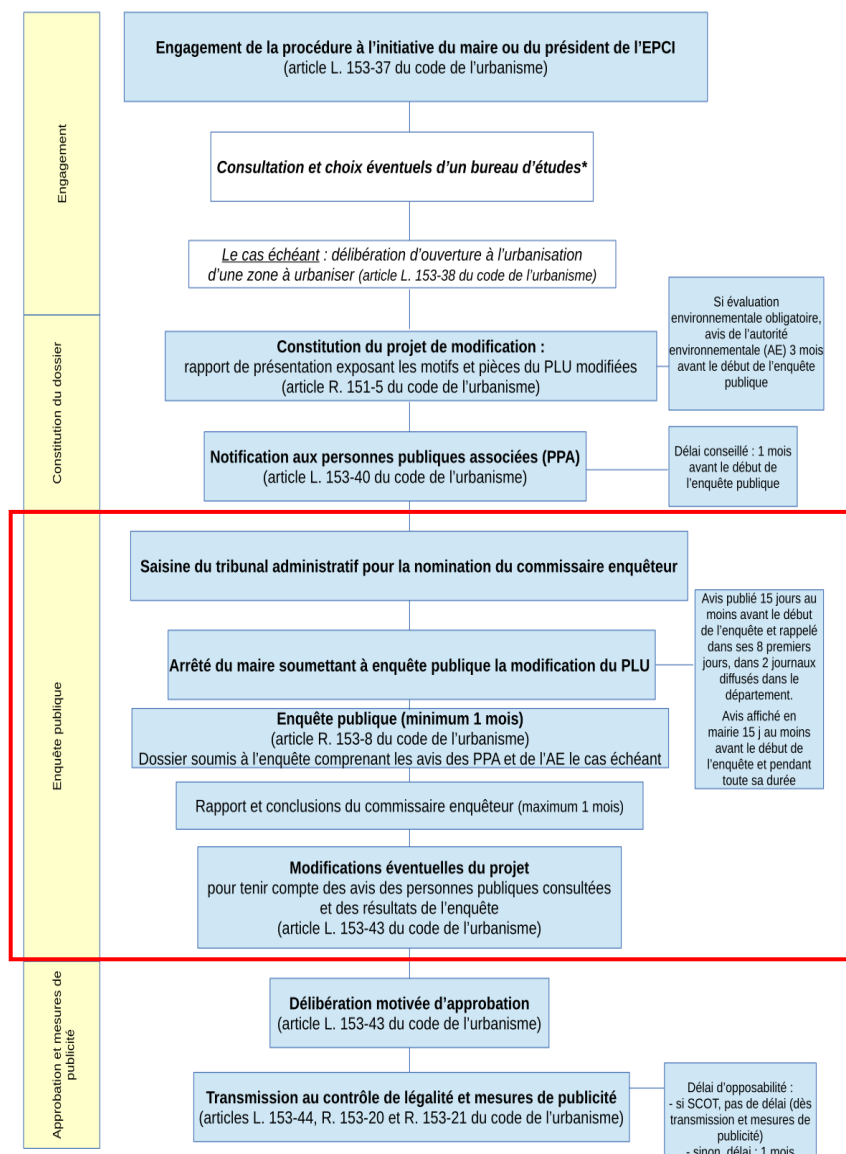 Engagement
Engagement de la procédure à l’initiative du maire ou du président de l’EPCI
(article L. 153-37 du code de l’urbanisme)
Consultation et choix éventuels d’un bureau d’études*
Le cas échéant : délibération d’ouverture à l’urbanisation
d’une zone à urbaniser (article L. 153-38 du code de l’urbanisme)
Constitution du dossier
Constitution du projet de modification :
rapport de présentation exposant les motifs et pièces du PLU modifiées
(article R. 151-5 du code de l’urbanisme)
Si évaluation
environnementale obligatoire,
avis de l’autorité
environnementale (AE) 3 mois
avant le début de l’enquête
publique
Notification aux personnes publiques associées (PPA)
(article L. 153-40 du code de l’urbanisme)
Délai conseillé : 1 mois
avant le début de
l’enquête publique
Enquête publique
Saisine du tribunal administratif pour la nomination du commissaire enquêteur
Arrêté du maire soumettant à enquête publique la modification du PLU
Avis publié 15 jours au
moins avant le début
de l’enquête et rappelé
dans ses 8 premiers
jours, dans 2 journaux
diffusés dans le
département.
Avis affiché en
mairie 15 j au moins
avant le début de
l’enquête et pendant
toute sa durée
Enquête publique (minimum 1 mois)
(article R. 153-8 du code de l’urbanisme)
Dossier soumis à l’enquête comprenant les avis des PPA et de l’AE le cas échéant
Rapport et conclusions du commissaire enquêteur (maximum 1 mois)
Modifications éventuelles du projet
pour tenir compte des avis des personnes publiques consultées
et des résultats de l’enquête
(article L. 153-43 du code de l’urbanisme)
Approbation et mesures de
publicité
Délibération motivée d’approbation
(article L. 153-43 du code de l’urbanisme)
Transmission au contrôle de légalité et mesures de publicité
(articles L. 153-44, R. 153-20 et R. 153-21 du code de l’urbanisme)
Délai d’opposabilité :
- si SCOT, pas de délai (dès
transmission et mesures de
publicité)
- sinon, délai : 1 mois